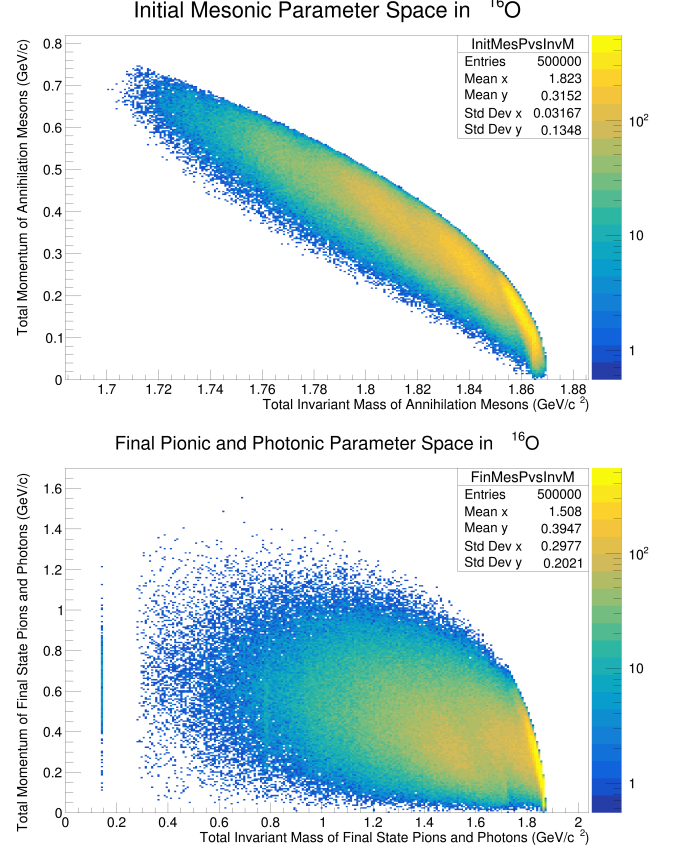 Initial Mesonic Parameter Space in ¹⁶O
Total Momentum of Annihilation Mesons (GeV/c)
0.8
0.7
0.6
0.5
0.4
0.3
0.2
0.1
0
InitMesPvsInvM
Entries 500000
Mean x 1.823
Mean y 0.3152
Std Dev x 0.03167
Std Dev y 0.1348
10²
10
1
1.7 1.72 1.74 1.76 1.78 1.8 1.82 1.84 1.86 1.88
Total Invariant Mass of Annihilation Mesons (GeV/c ²)
Final Pionic and Photonic Parameter Space in ¹⁶O
Total Momentum of Final State Pions and Photons (GeV/c)
1.6
1.4
1.2
1
0.8
0.6
0.4
0.2
0
FinMesPvsInvM
Entries 500000
Mean x 1.508
Mean y 0.3947
Std Dev x 0.2977
Std Dev y 0.2021
10²
10
1
0 0.2 0.4 0.6 0.8 1 1.2 1.4 1.6 1.8 2
Total Invariant Mass of Final State Pions and Photons (GeV/c ²)